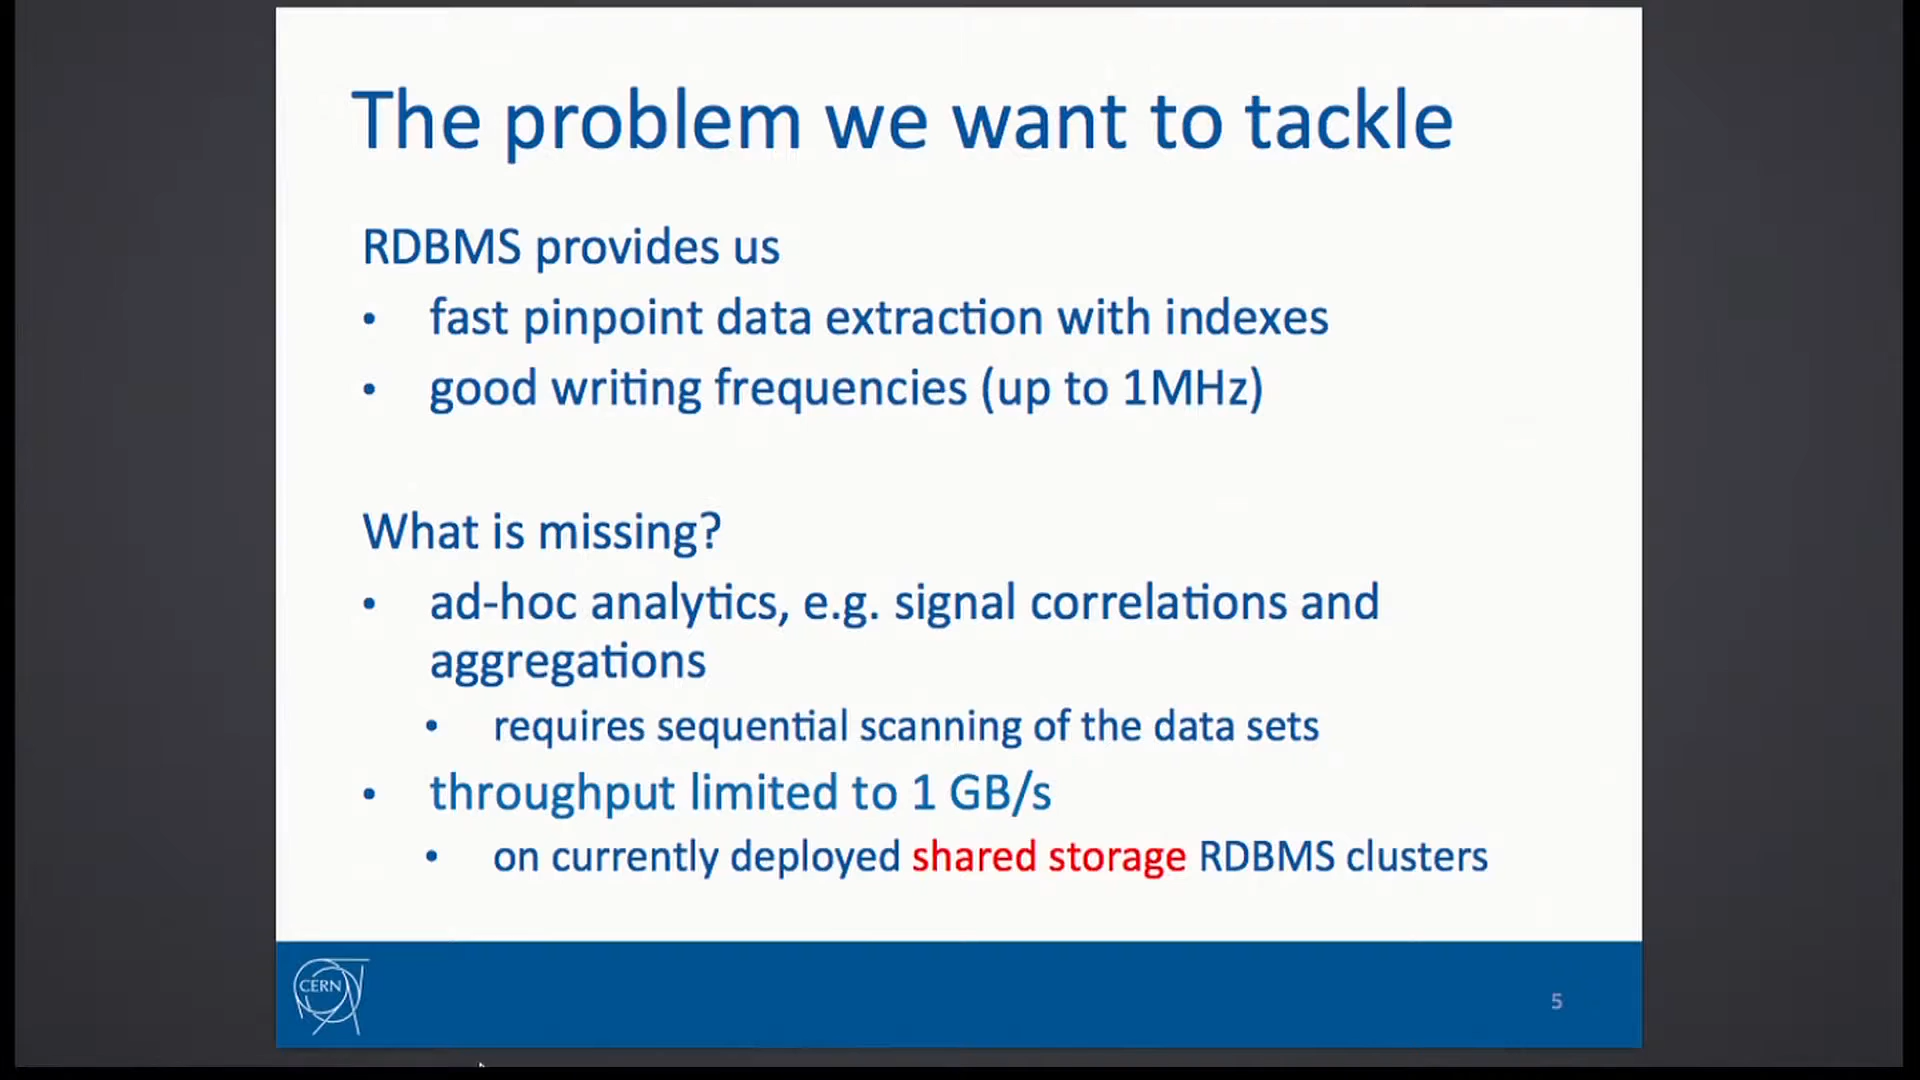 The problem we want to tackle
RDBMS provides us
• fast pinpoint data extraction with indexes
• good writing frequencies (up to 1MHz)
What is missing?
• ad-hoc analytics, e.g. signal correlations and
aggregations
• requires sequential scanning of the data sets
• throughput limited to 1 GB/s
• on currently deployed shared storage RDBMS clusters
CERN
5